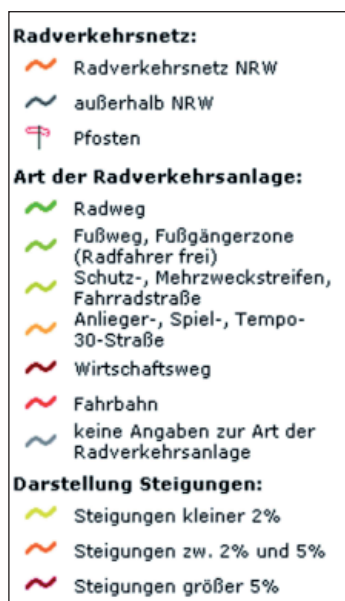 Radverkehrsnetz:
Radverkehrsnetz NRW
außerhalb NRW
Pfosten
Art der Radverkehrsanlage:
Radweg
Fußweg, Fußgängerzone
(Radfahrer frei)
Schutz-, Mehrzweckstreifen,
Fahrradstraße
Anlieger-, Spiel-, Tempo-
30-Straße
Wirtschaftsweg
Fahrbahn
keine Angaben zur Art der
Radverkehrsanlage
Darstellung Steigungen:
Steigungen kleiner 2%
Steigungen zw. 2% und 5%
Steigungen größer 5%